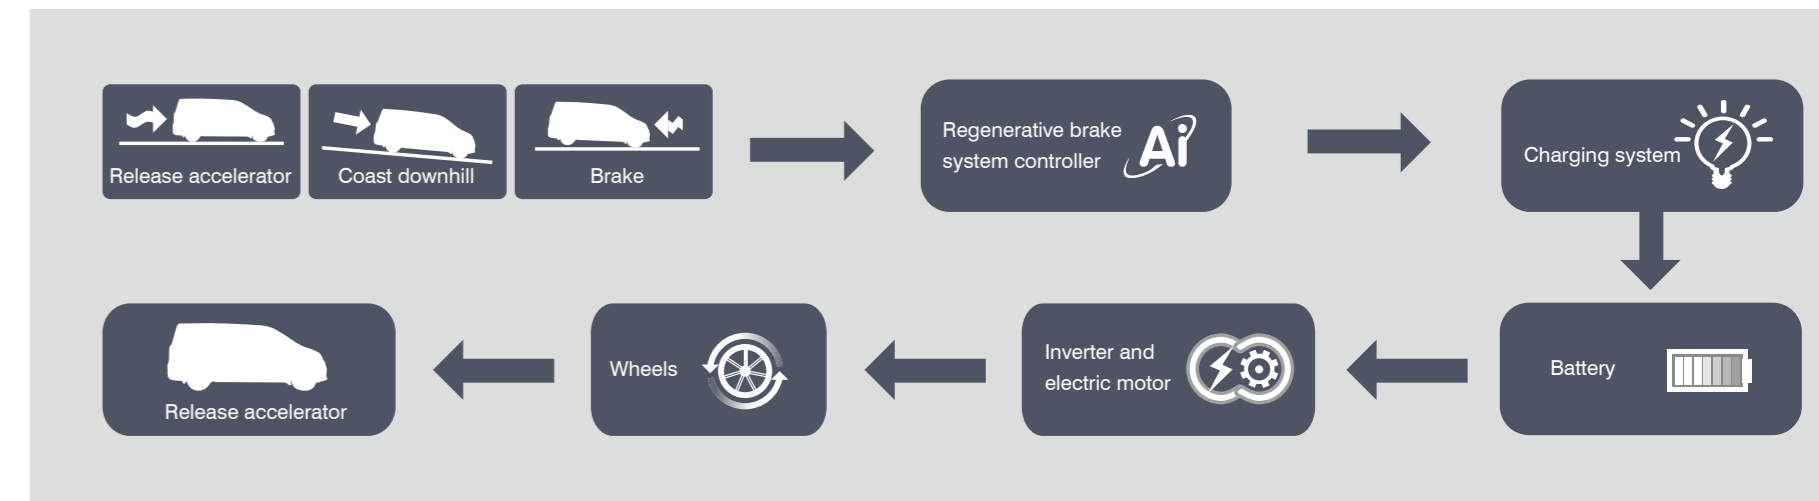 Release accelerator
Coast downhill
Brake
Regenerative brake
system controller
Ai
Charging system
Release accelerator
Wheels
Inverter and
electric motor
Battery